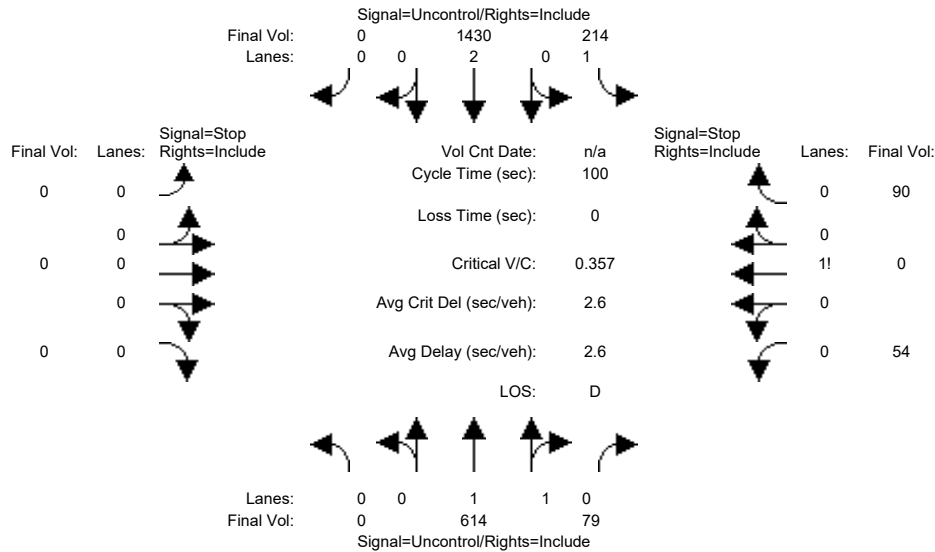 Signal=Uncontrol/Rights=Include
Final Vol: 0 1430 214
Lanes: 0 0 2 0 1
Signal=Stop
Final Vol: Lanes: Rights=Include
Vol Cnt Date: n/a
Signal=Stop
Rights=Include Lanes: Final Vol:
Cycle Time (sec): 100
0 0
0 90
Loss Time (sec): 0
0
0
0 0
Critical V/C: 0.357
1! 0
0
Avg Crit Del (sec/veh): 2.6
0
0 0
Avg Delay (sec/veh): 2.6
0 54
LOS: D
Lanes: 0 0 1 1 0
Final Vol: 0 614 79
Signal=Uncontrol/Rights=Include